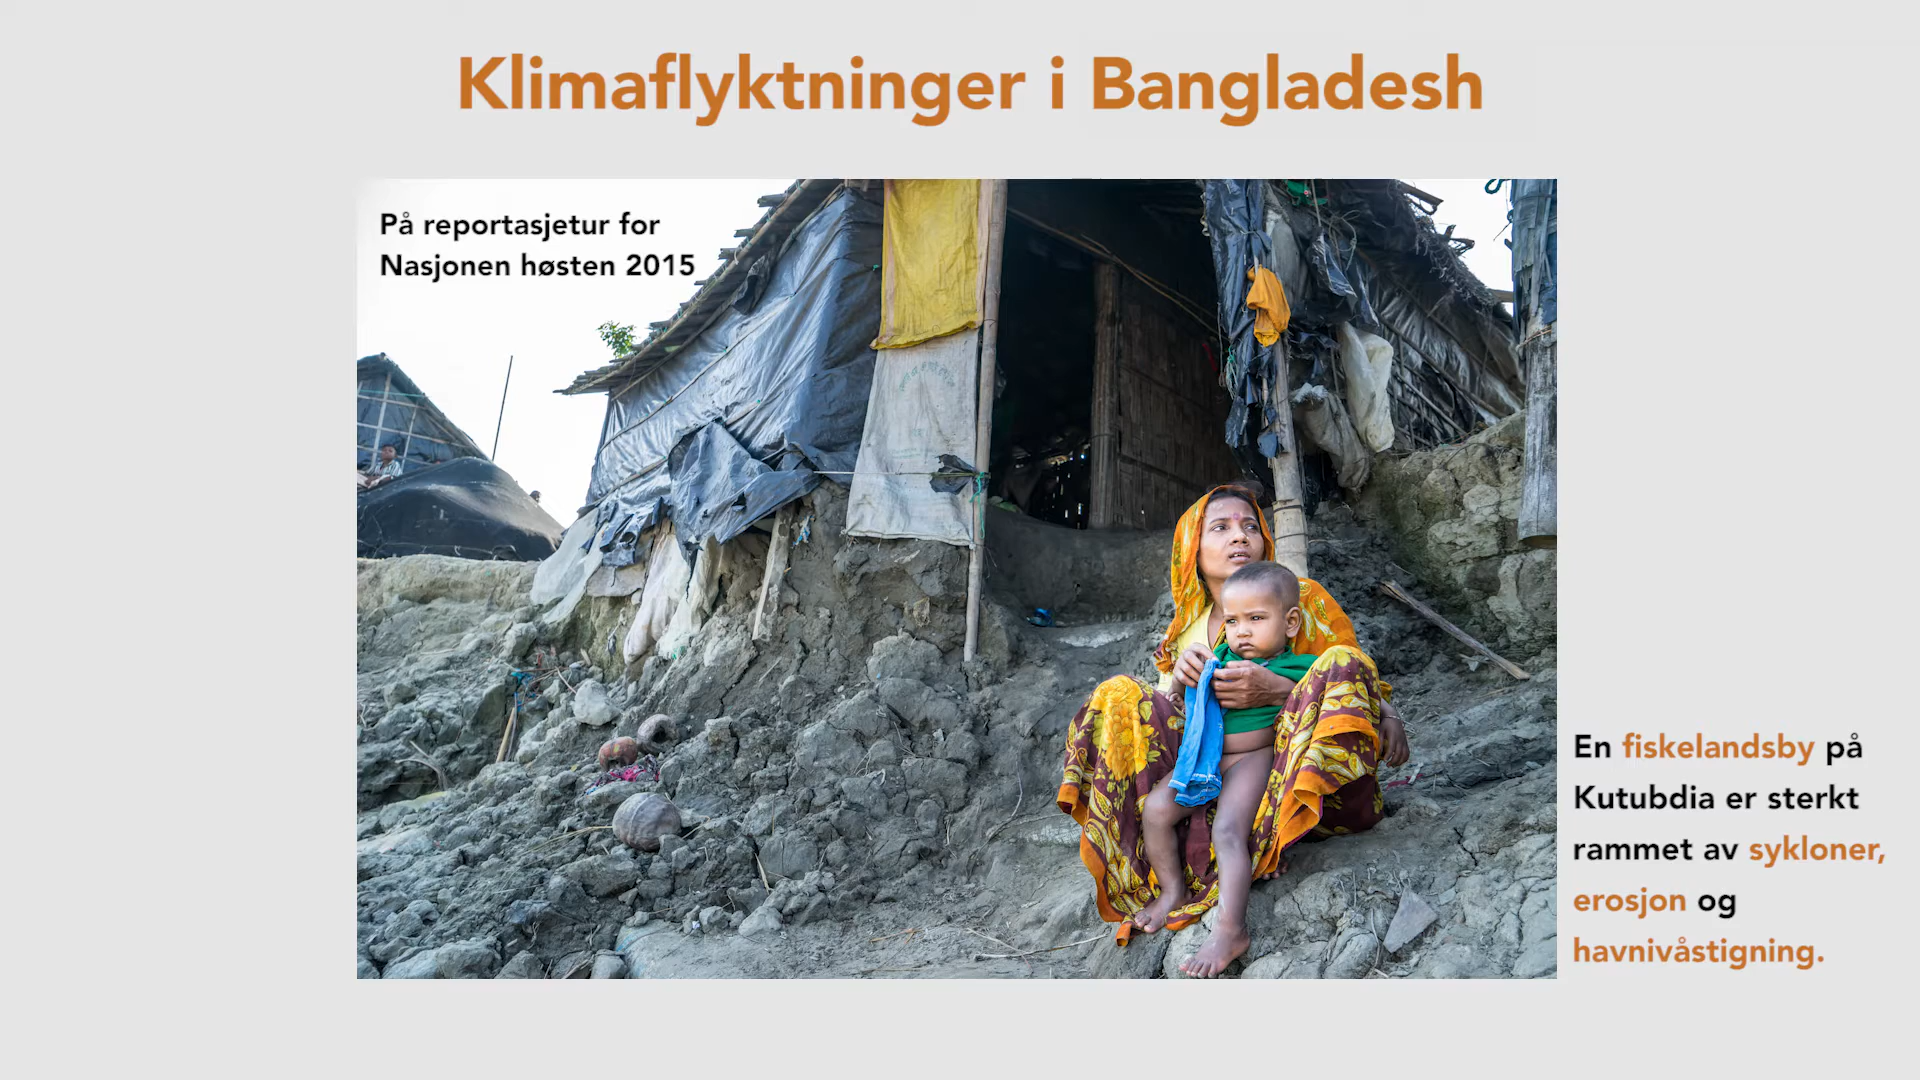 Klimaflyktninger i Bangladesh
På reportasjetur for
Nasjonen høsten 2015
En fiskelandsby på
Kutubdia er sterkt
rammet av sykloner,
erosjon og
havnivåstigning.